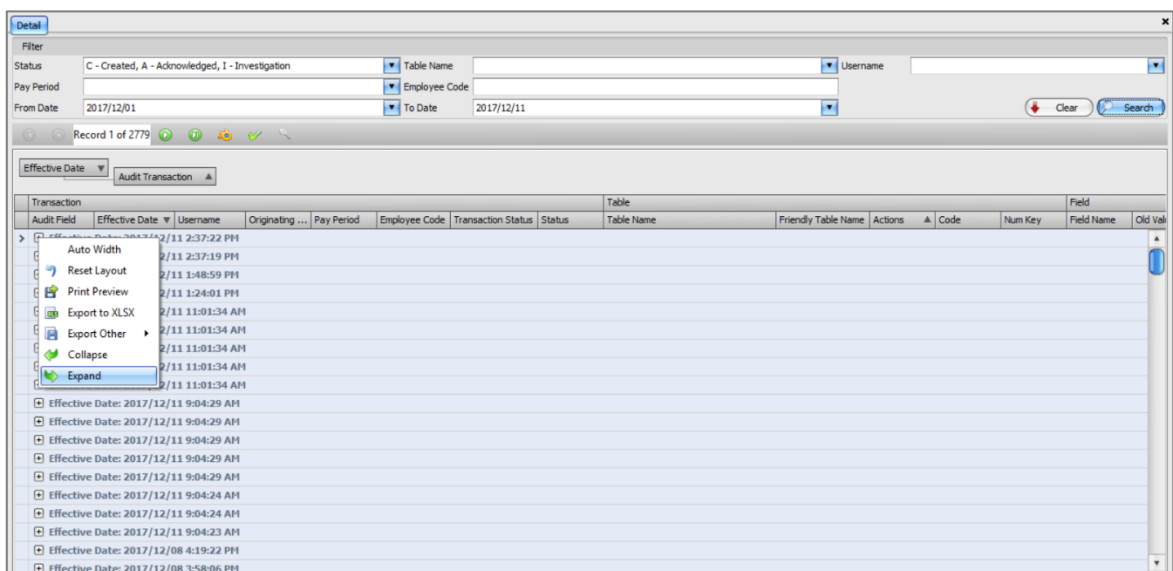 Detail
Filter
Status C - Created, A - Acknowledged, I - Investigation Table Name Username
Pay Period Employee Code
From Date 2017/12/01 To Date 2017/12/11 Clear Search
Record 1 of 2779
Effective Date
Audit Transaction
Transaction Table Field
Audit Field Effective Date Username Originating ... Pay Period Employee Code Transaction Status Status Table Name Friendly Table Name Actions Code Num Key Field Name Old Val
Effective Date: 2017/12/11 2:37:22 PM
Auto Width
2/11 2:37:19 PM
Reset Layout
2/11 1:48:59 PM
Print Preview
2/11 1:24:01 PM
Export to XLSX
2/11 11:01:34 AM
Export Other
2/11 11:01:34 AM
Collapse
2/11 11:01:34 AM
2/11 11:01:34 AM
Expand
2/11 11:01:34 AM
Effective Date: 2017/12/11 9:04:29 AM
Effective Date: 2017/12/11 9:04:29 AM
Effective Date: 2017/12/11 9:04:29 AM
Effective Date: 2017/12/11 9:04:29 AM
Effective Date: 2017/12/11 9:04:29 AM
Effective Date: 2017/12/11 9:04:24 AM
Effective Date: 2017/12/11 9:04:24 AM
Effective Date: 2017/12/11 9:04:23 AM
Effective Date: 2017/12/08 4:19:22 PM
Effective Date: 2017/12/08 3:58:06 PM